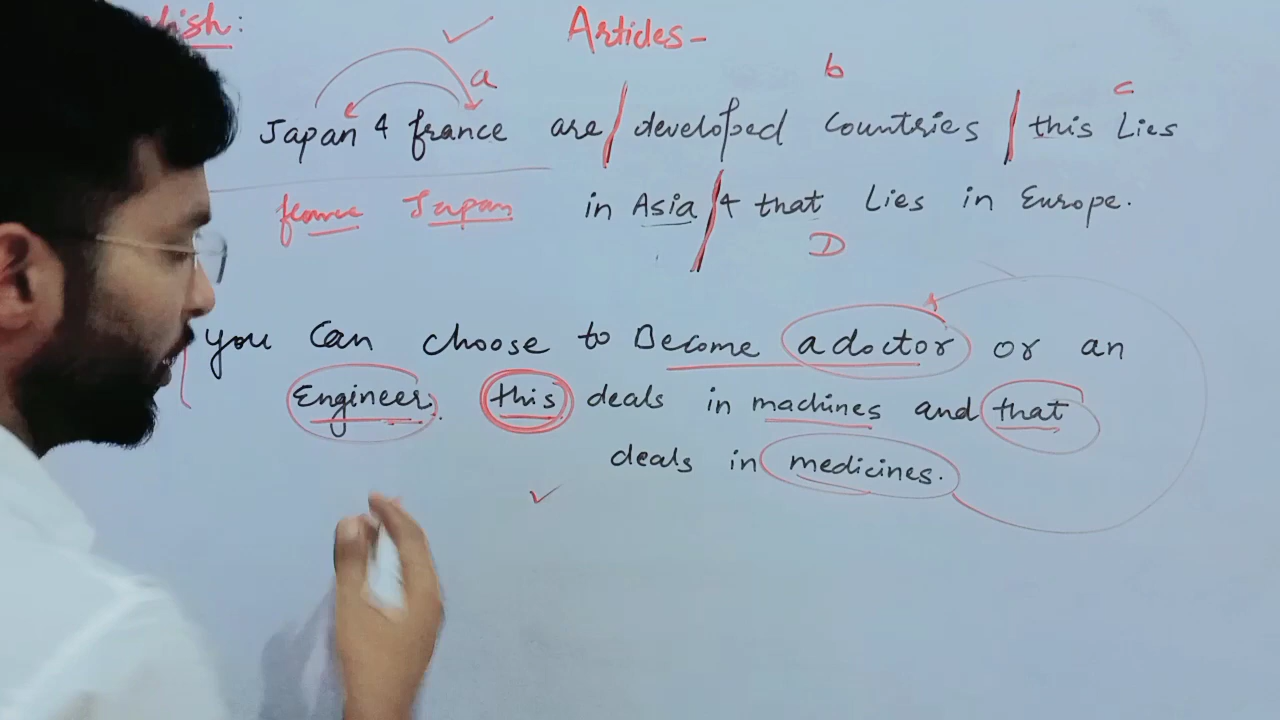 Articles-
a
b
c
Japan & france are/ developed countries / this Lies
france Japan
in Asia / & that Lies in Europe.
D
you Can choose to Become a doctor or an
Engineer. this deals in machines and that
deals in medicines.